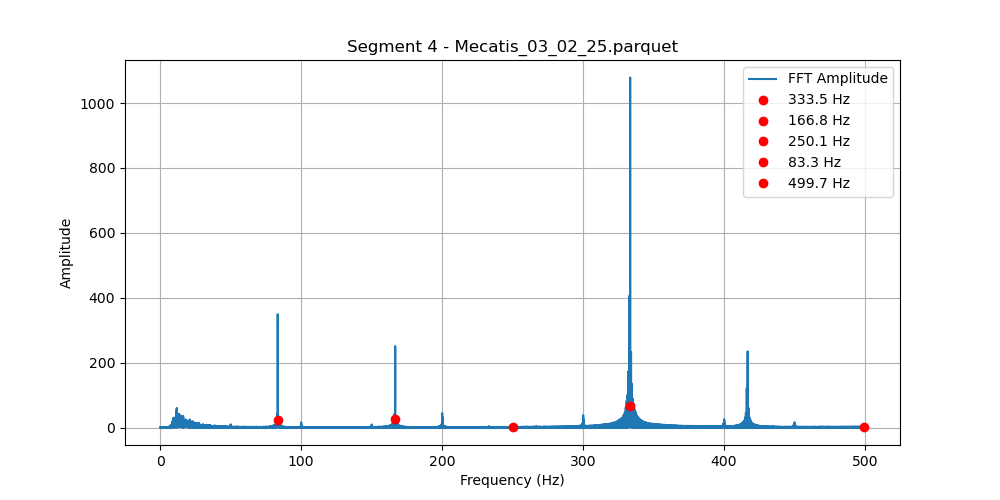 Segment 4 - Mecatis_03_02_25.parquet
FFT Amplitude
333.5 Hz
166.8 Hz
250.1 Hz
83.3 Hz
499.7 Hz
1000
800
600
400
200
0
Amplitude
0 100 200 300 400 500
Frequency (Hz)